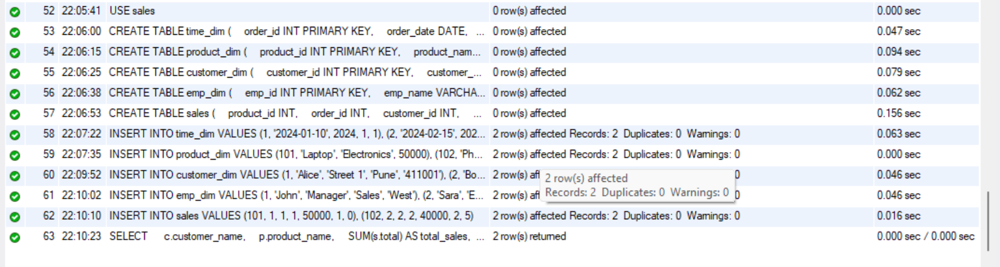 52 22:05:41 USE sales 0 row(s) affected 0.000 sec
53 22:06:00 CREATE TABLE time_dim ( order_id INT PRIMARY KEY, order_date DATE, ... 0 row(s) affected 0.047 sec
54 22:06:15 CREATE TABLE product_dim ( product_id INT PRIMARY KEY, product_nam... 0 row(s) affected 0.094 sec
55 22:06:25 CREATE TABLE customer_dim ( customer_id INT PRIMARY KEY, customer_... 0 row(s) affected 0.079 sec
56 22:06:38 CREATE TABLE emp_dim ( emp_id INT PRIMARY KEY, emp_name VARCHA... 0 row(s) affected 0.062 sec
57 22:06:53 CREATE TABLE sales ( product_id INT, order_id INT, customer_id INT, ... 0 row(s) affected 0.156 sec
58 22:07:22 INSERT INTO time_dim VALUES (1, '2024-01-10', 2024, 1, 1), (2, '2024-02-15', 202... 2 row(s) affected Records: 2 Duplicates: 0 Warnings: 0 0.063 sec
59 22:07:35 INSERT INTO product_dim VALUES (101, 'Laptop', 'Electronics', 50000), (102, 'Ph... 2 row(s) affected Records: 2 Duplicates: 0 Warnings: 0 0.000 sec
60 22:09:52 INSERT INTO customer_dim VALUES (1, 'Alice', 'Street 1', 'Pune', '411001'), (2, 'Bo... 2 row(s) aff 0 0.046 sec
2 row(s) affected
Records: 2 Duplicates: 0 Warnings: 0
61 22:10:02 INSERT INTO emp_dim VALUES (1, 'John', 'Manager', 'Sales', 'West'), (2, 'Sara', 'E... 2 row(s) aff 0 0.046 sec
62 22:10:10 INSERT INTO sales VALUES (101, 1, 1, 1, 50000, 1, 0), (102, 2, 2, 2, 40000, 2, 5) 2 row(s) affected Records: 2 Duplicates: 0 Warnings: 0 0.016 sec
63 22:10:23 SELECT c.customer_name, p.product_name, SUM(s.total) AS total_sales, ... 2 row(s) returned 0.000 sec / 0.000 sec